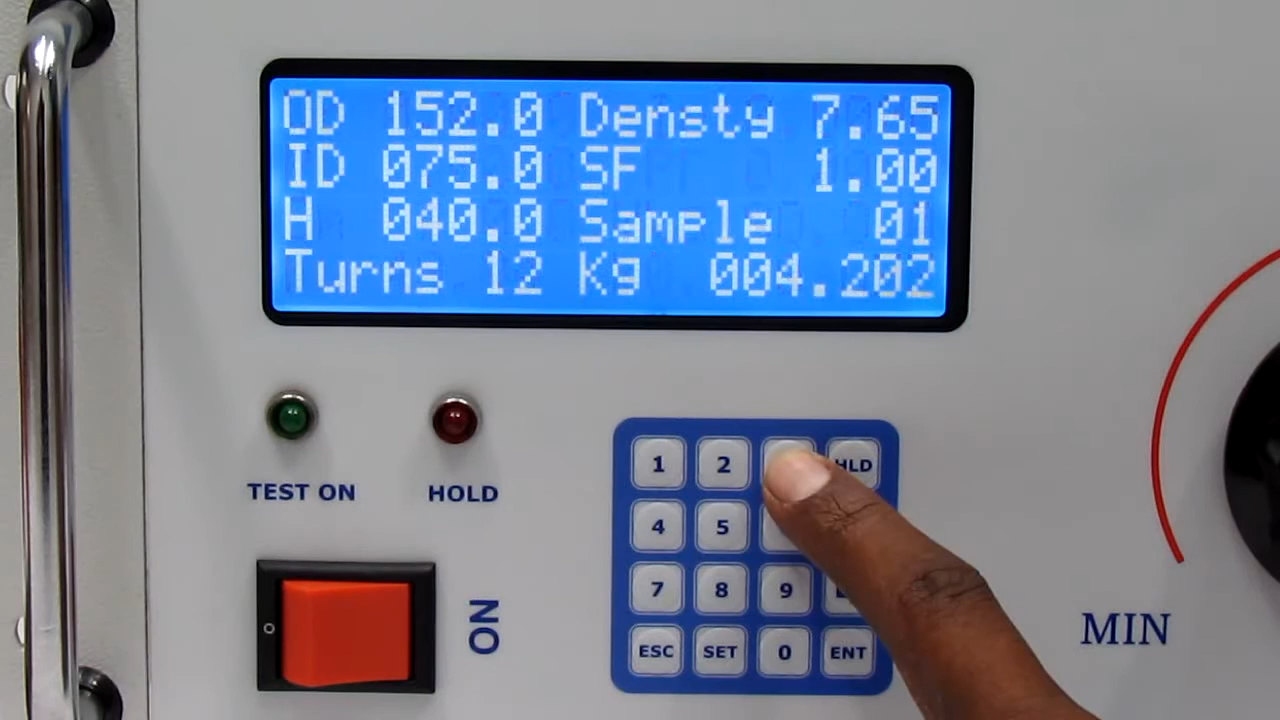 OD 152.0 Densty 7.65
ID 075.0 SF 1.00
H 040.0 Sample 01
Turns 12 Kg 004.202
TEST ON
HOLD
ON
1 2 HLD
4 5
7 8 9
ESC SET 0 ENT
MIN